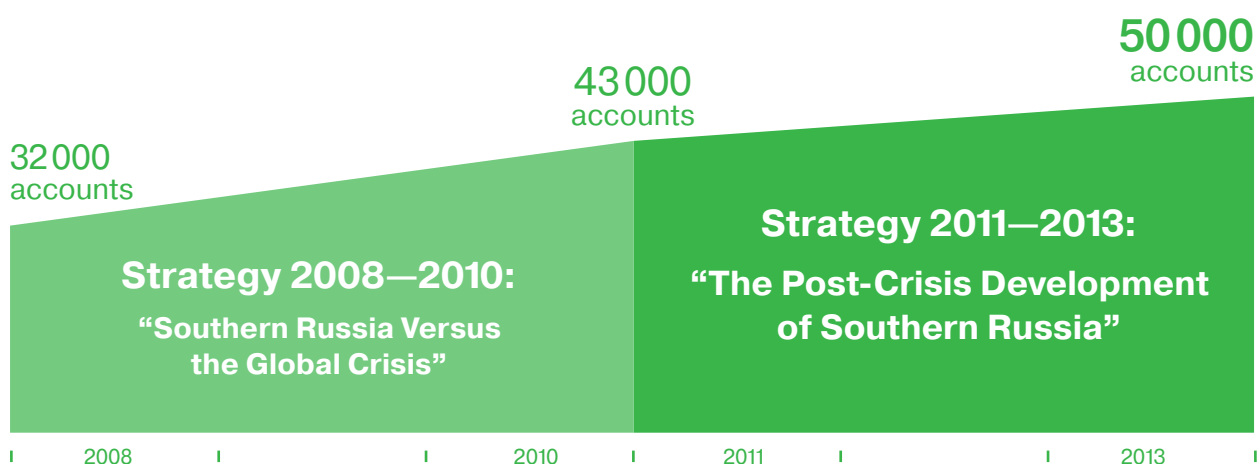 50 000
accounts
43 000
accounts
32 000
accounts
Strategy 2008—2010:
“Southern Russia Versus
the Global Crisis”
Strategy 2011—2013:
“The Post-Crisis Development
of Southern Russia”
2008
2010
2011
2013